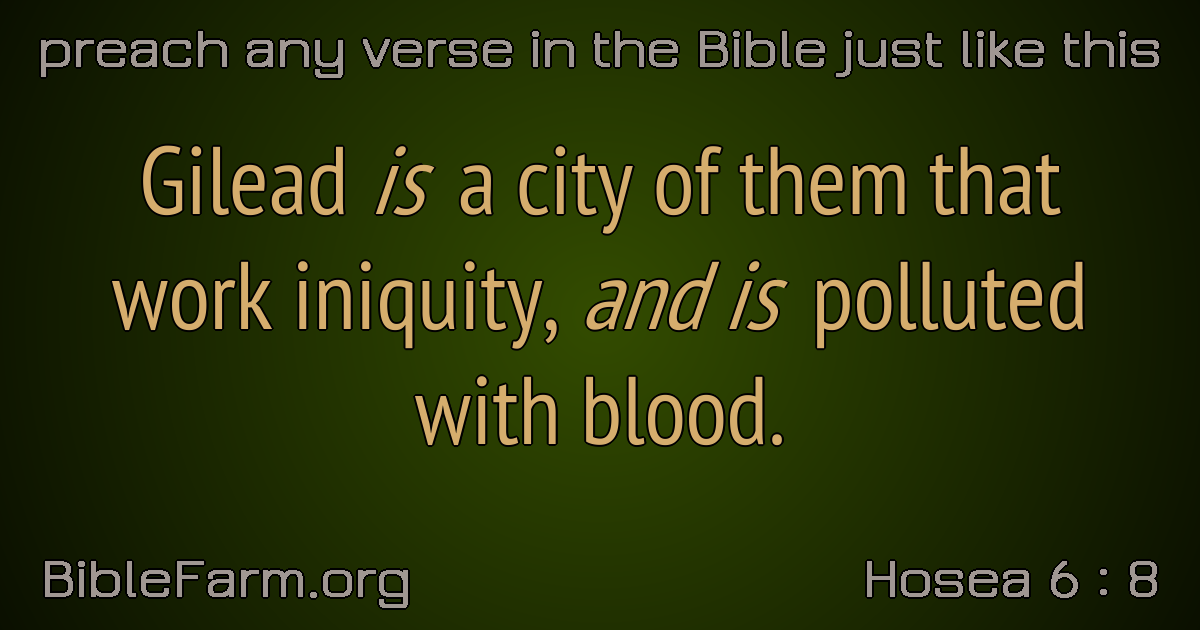 preach any verse in the Bible just like this
Gilead is a city of them that
work iniquity, and is polluted
with blood.
BibleFarm.org
Hosea 6 : 8